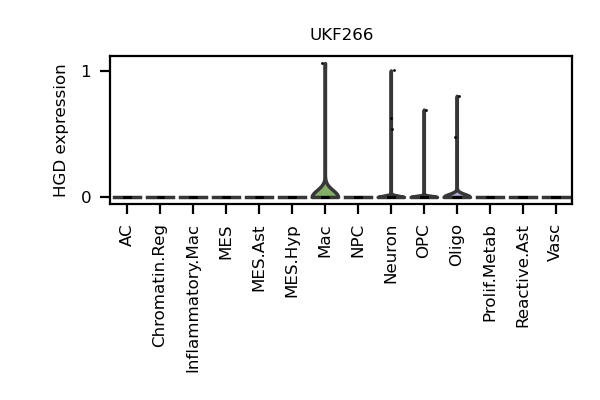 UKF266
HGD expression
1
0
AC
Chromatin.Reg
Inflammatory.Mac
MES
MES.Ast
MES.Hyp
Mac
NPC
Neuron
OPC
Oligo
Prolif.Metab
Reactive.Ast
Vasc